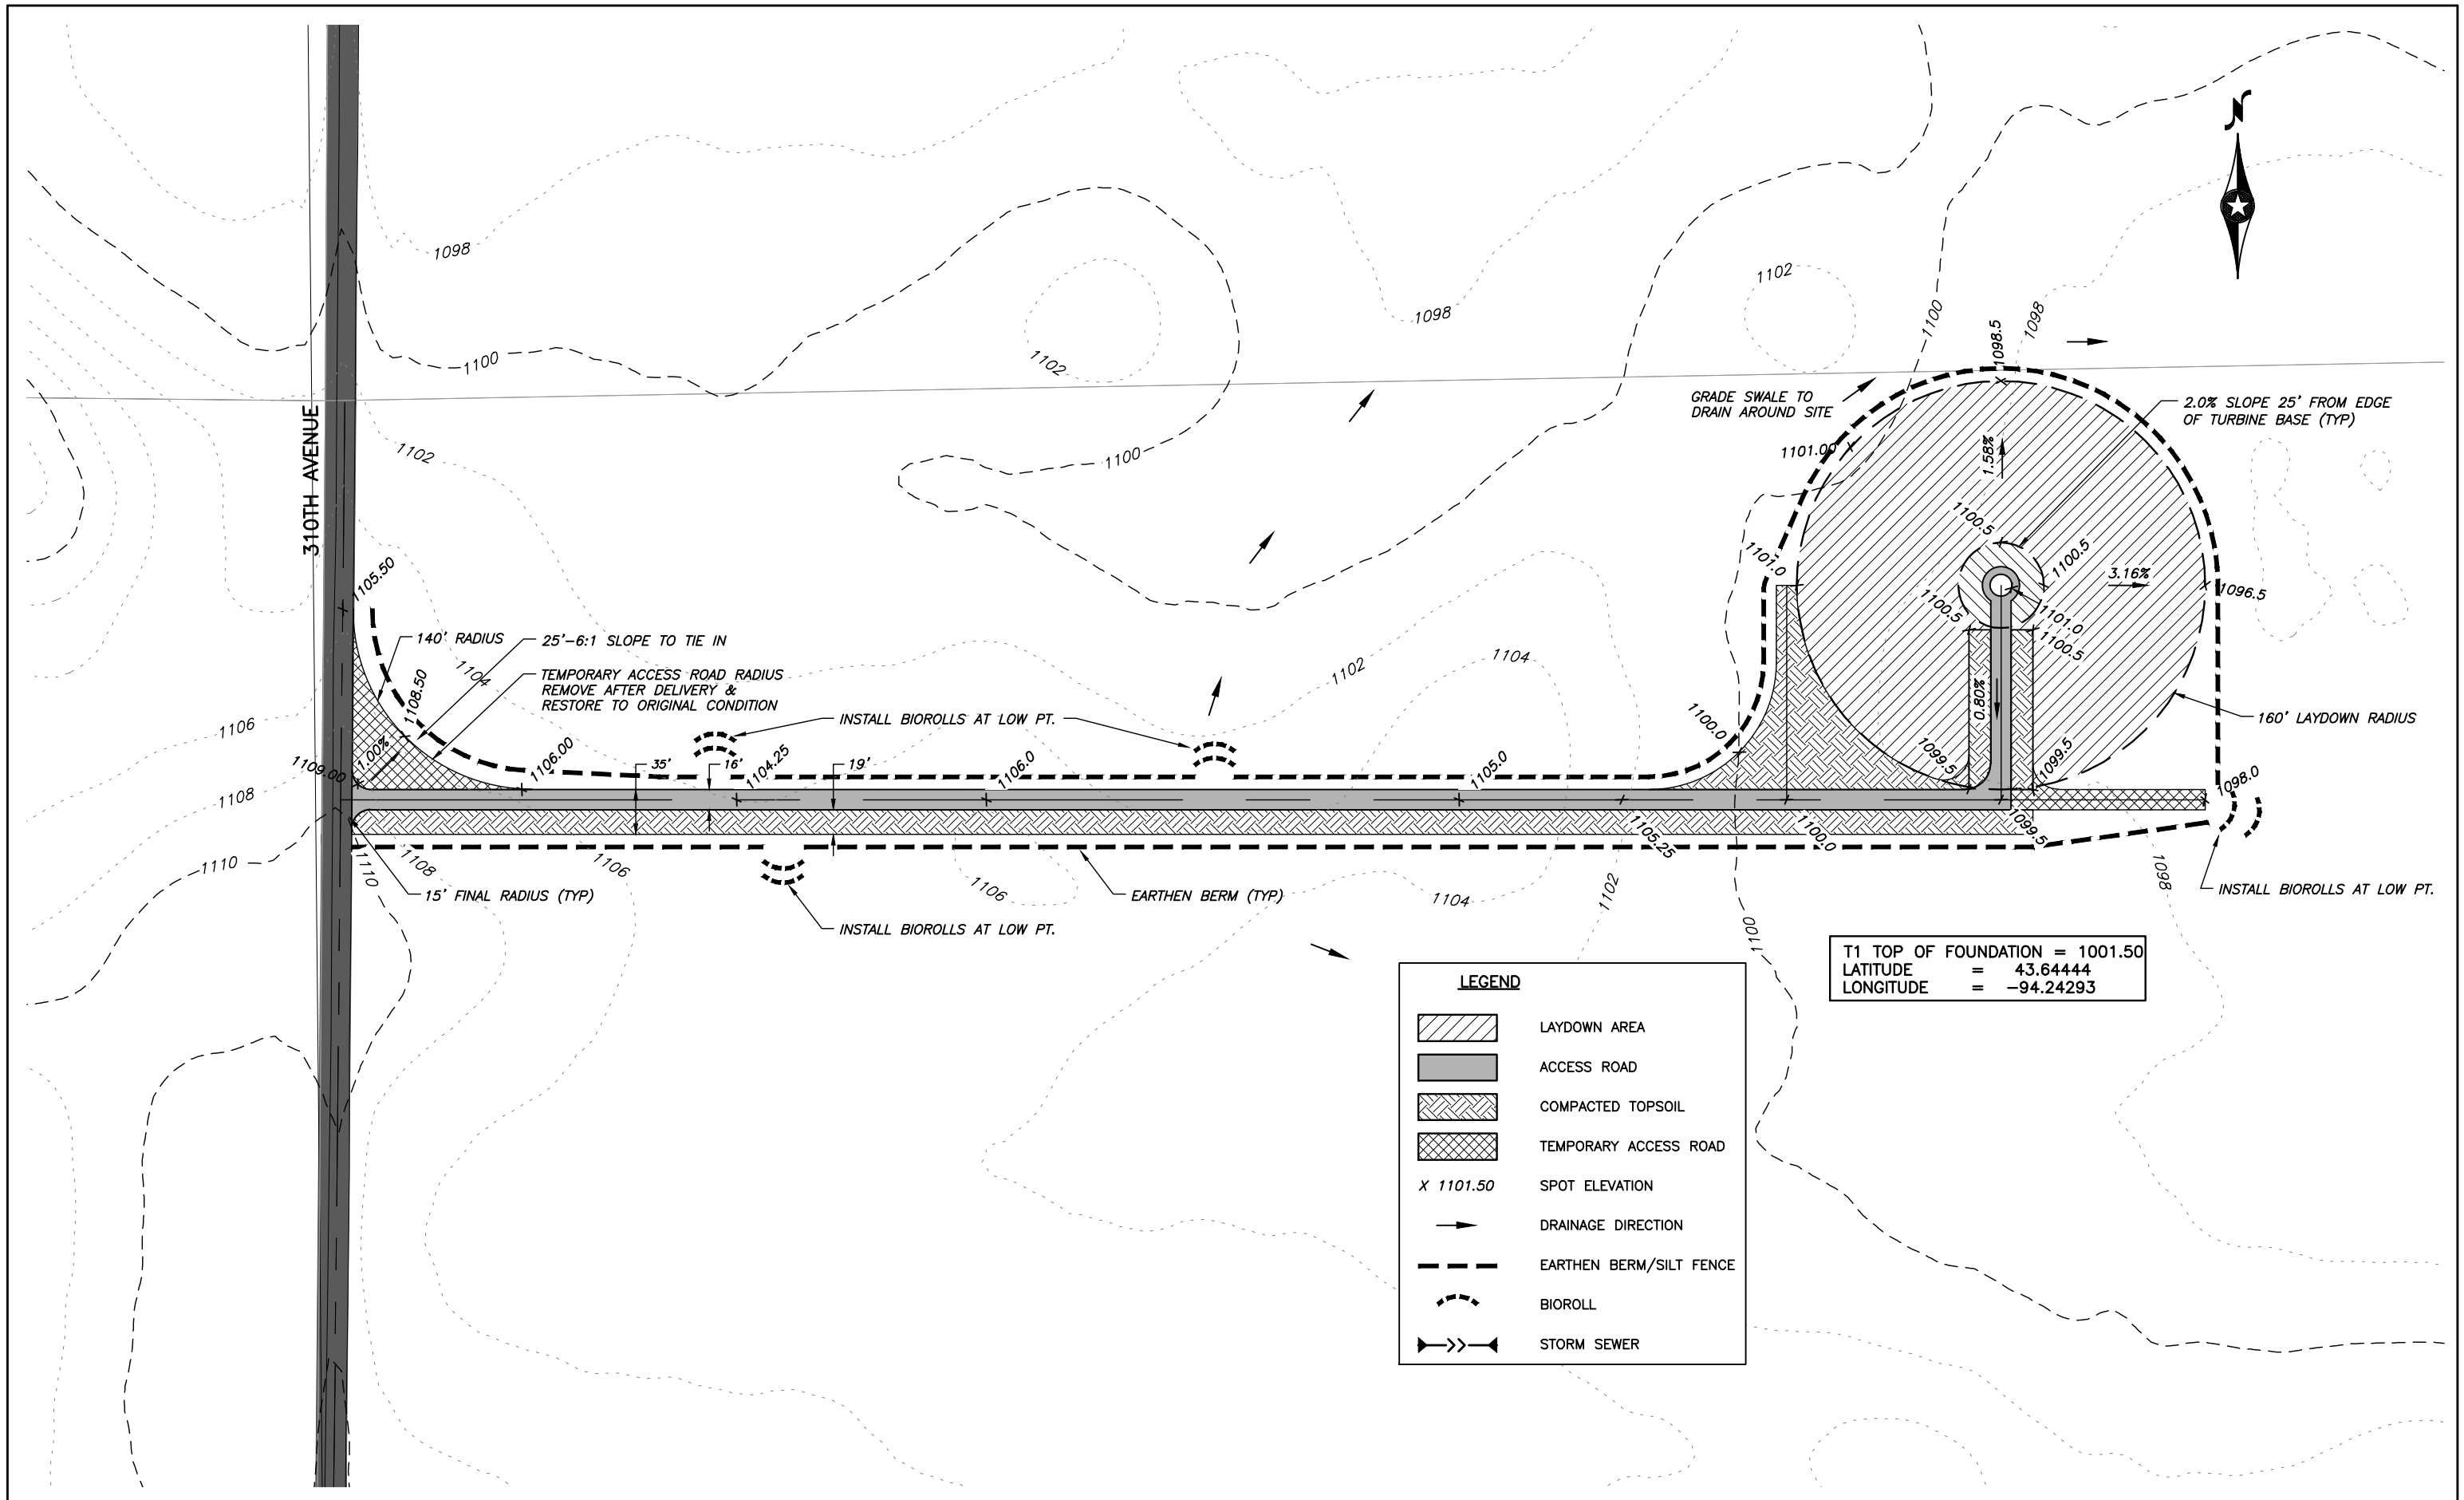 N
1098
1102
1100
1098
1098
1098.5
1102
1100
1102
GRADE SWALE TO
DRAIN AROUND SITE
2.0% SLOPE 25' FROM EDGE
OF TURBINE BASE (TYP)
310TH AVENUE
1102
1100
1101.00
1.58%
1100.5
1100.5
1101.0
3.16%
1096.5
1105.50
1100.5
1101.0
1100.5
140' RADIUS
25'-6:1 SLOPE TO TIE IN
1104
TEMPORARY ACCESS ROAD RADIUS
REMOVE AFTER DELIVERY &
RESTORE TO ORIGINAL CONDITION
1108.50
1102
1104
0.80%
1106
INSTALL BIOROLLS AT LOW PT.
1100.0
160' LAYDOWN RADIUS
1109.00
1.00%
1106.00
35'
16'
1104.25
19'
1106.0
1105.0
1099.5
1099.5
1098.0
1108
1110
1110
1108
1106
1106
1105.25
1100.0
1099.5
1098
15' FINAL RADIUS (TYP)
EARTHEN BERM (TYP)
1104
1102
1100
INSTALL BIOROLLS AT LOW PT.
INSTALL BIOROLLS AT LOW PT.
T1 TOP OF FOUNDATION = 1001.50
LATITUDE = 43.64444
LONGITUDE = -94.24293
LEGEND
LAYDOWN AREA
ACCESS ROAD
COMPACTED TOPSOIL
TEMPORARY ACCESS ROAD
X 1101.50 SPOT ELEVATION
DRAINAGE DIRECTION
EARTHEN BERM/SILT FENCE
BIOROLL
STORM SEWER